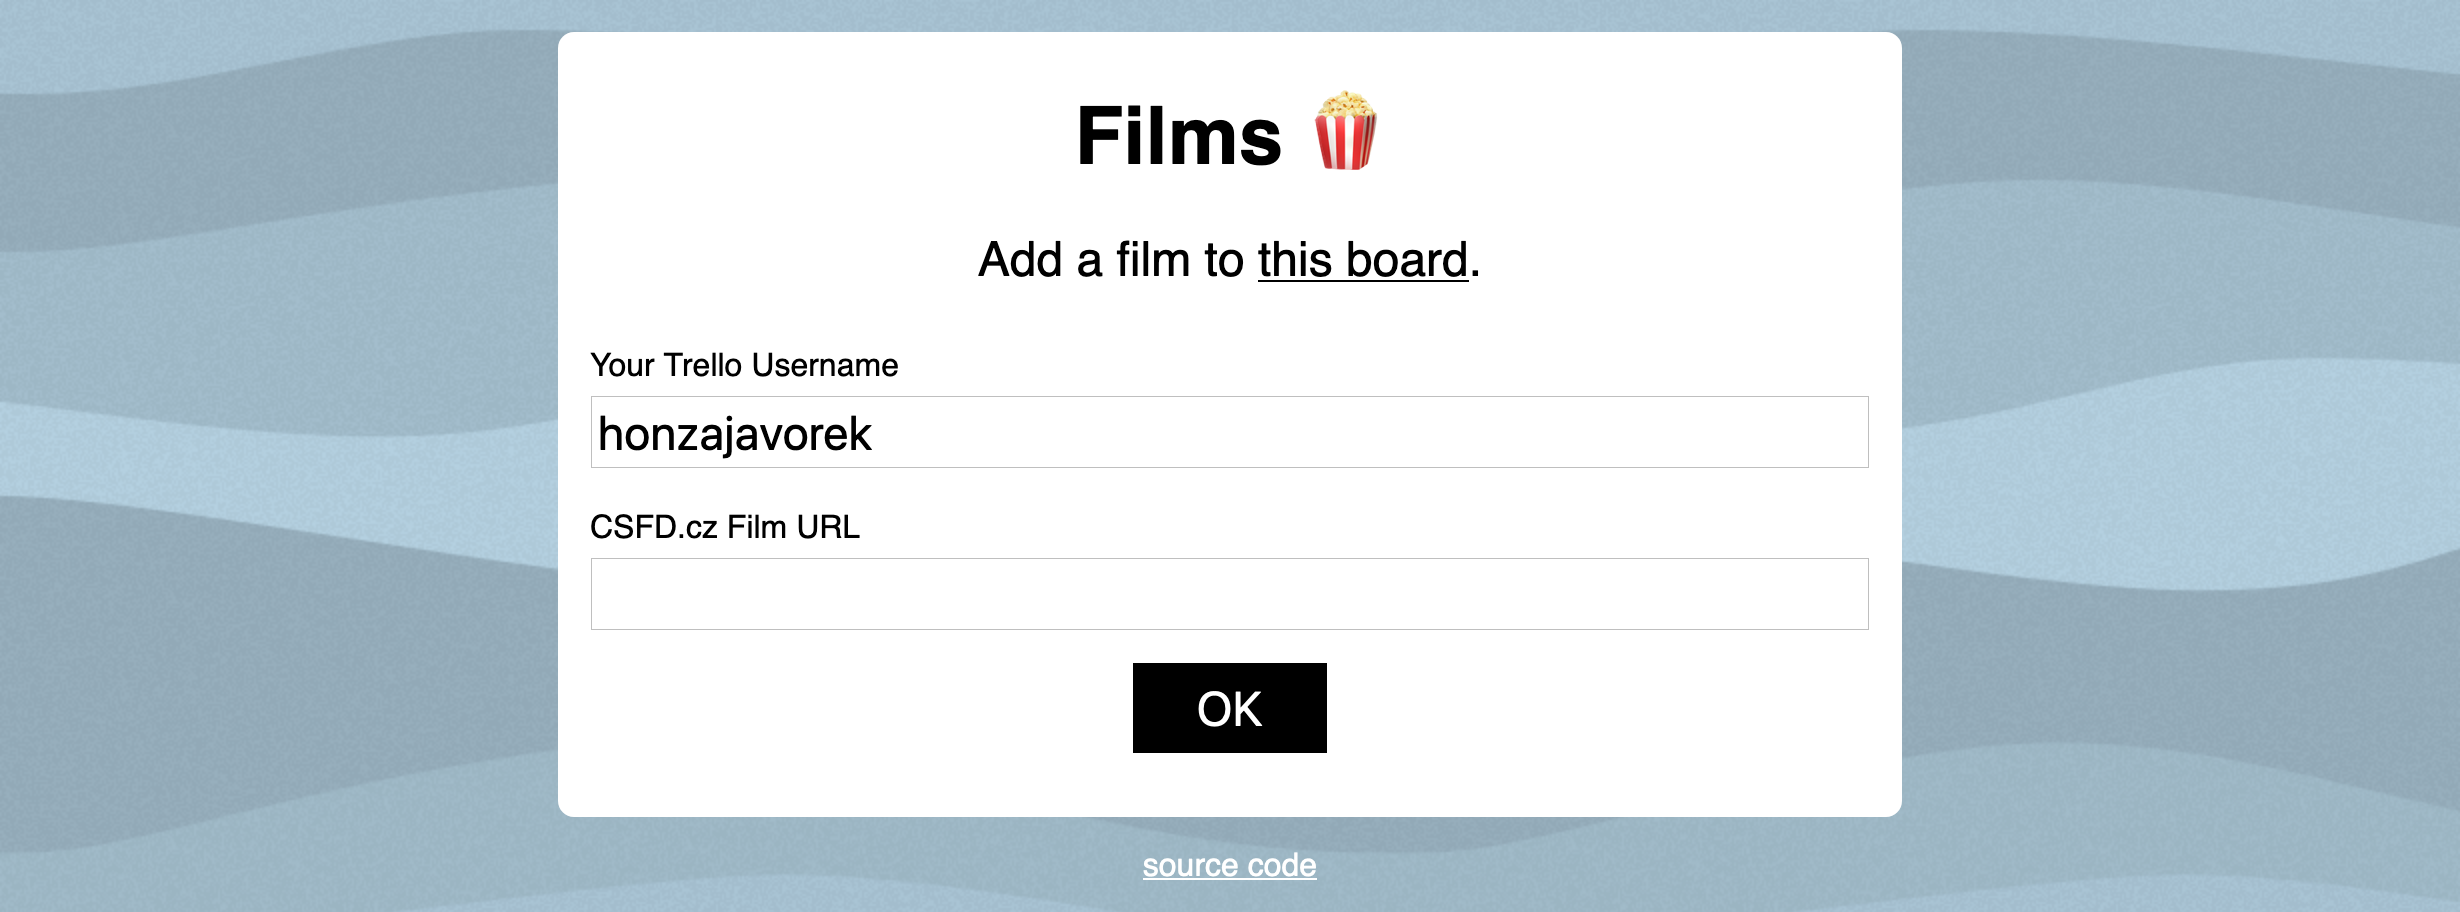 Films 🍿
Add a film to this board.
Your Trello Username
honzajavorek
CSFD.cz Film URL
OK
source code